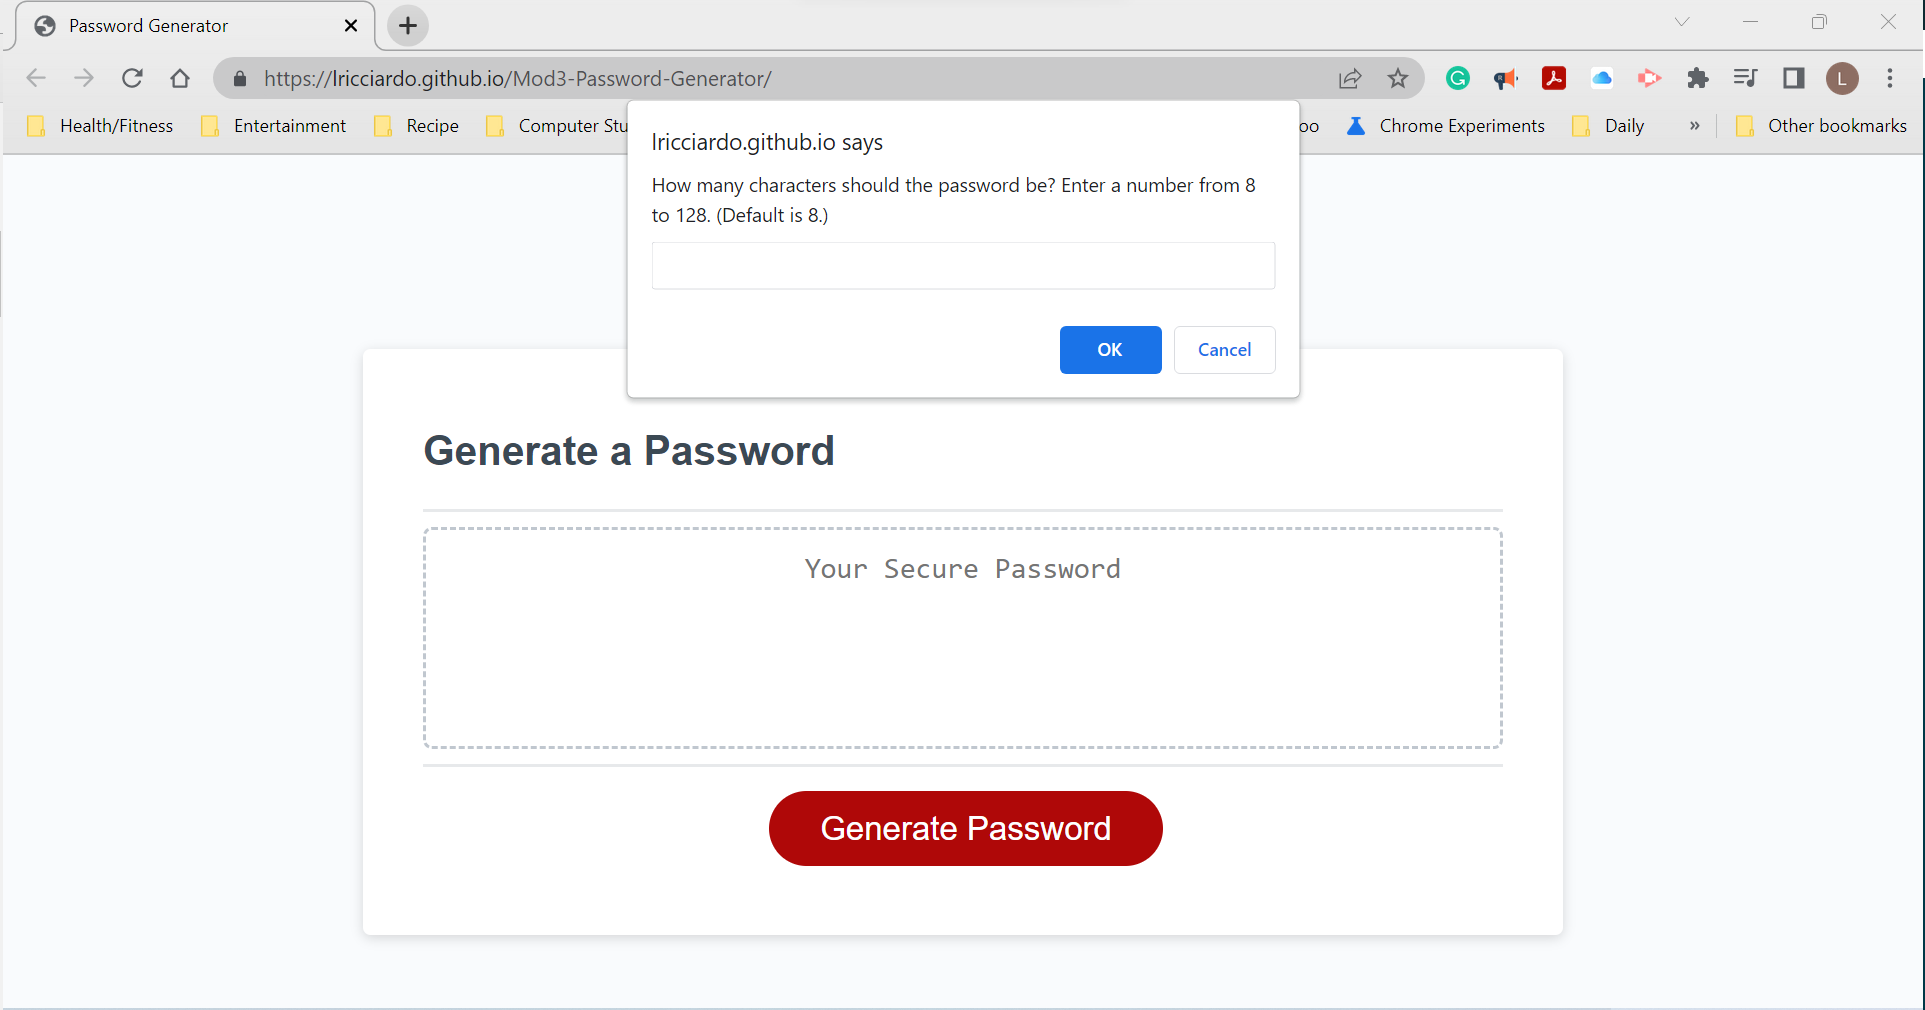 Password Generator
https://lricciardo.github.io/Mod3-Password-Generator/
L
Health/Fitness
Entertainment
Recipe
Computer Stu
oo
Chrome Experiments
Daily
»
Other bookmarks
lricciardo.github.io says
How many characters should the password be? Enter a number from 8
to 128. (Default is 8.)
OK
Cancel
Generate a Password
Your Secure Password
Generate Password